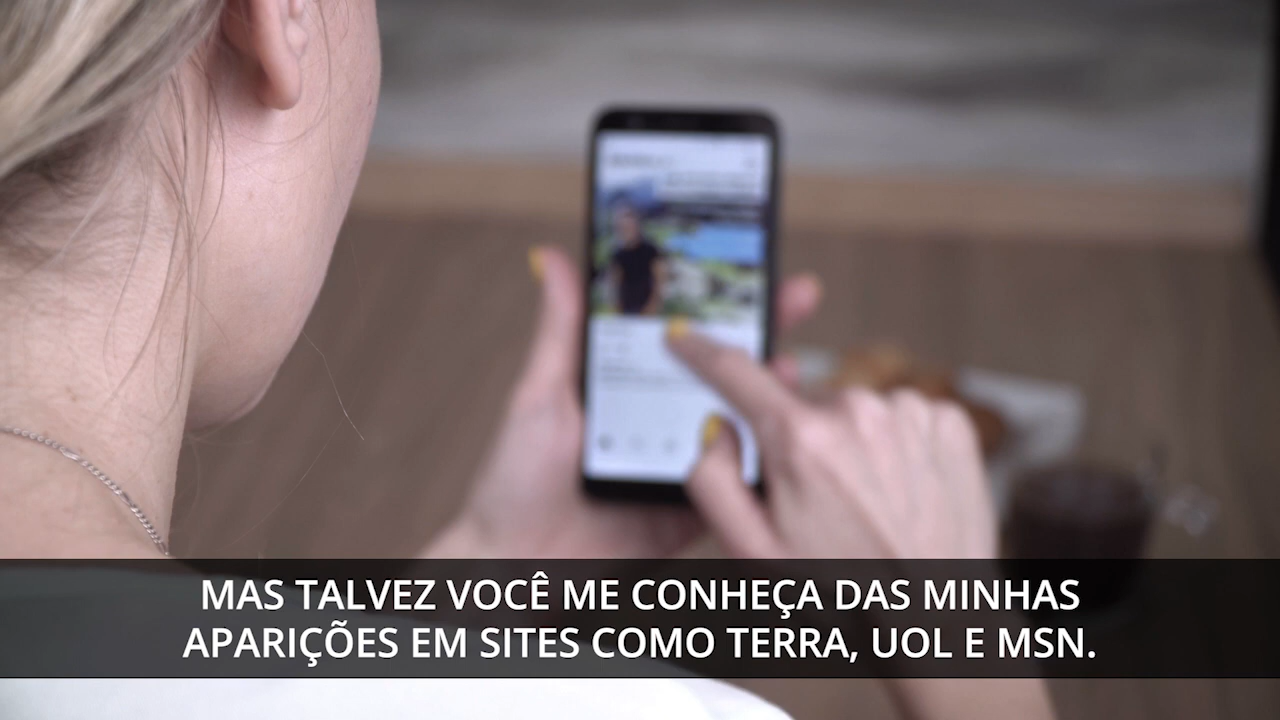 MAS TALVEZ VOCÊ ME CONHEÇA DAS MINHAS
APARIÇÕES EM SITES COMO TERRA, UOL E MSN.